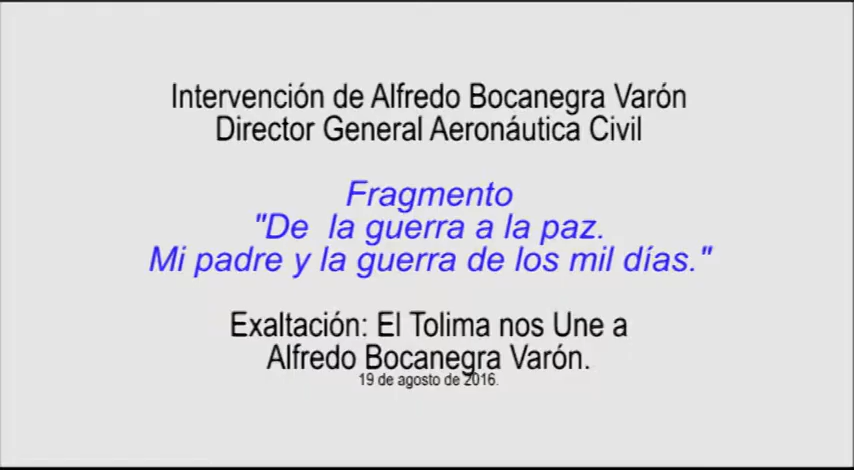 Intervención de Alfredo Bocanegra Varón
Director General Aeronáutica Civil
Fragmento
"De la guerra a la paz.
Mi padre y la guerra de los mil días."
Exaltación: El Tolima nos Une a
Alfredo Bocanegra Varón.
19 de agosto de 2016.